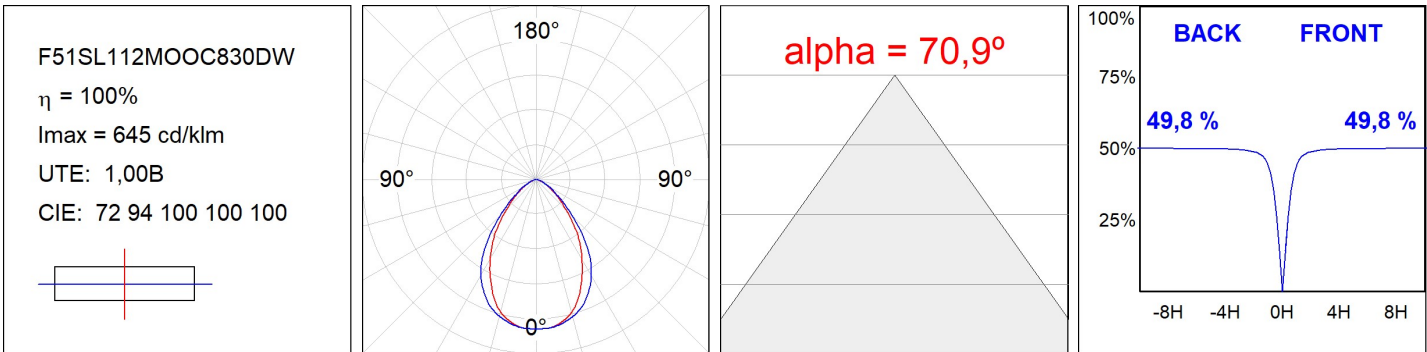 F51SL112MOOC830DW
η = 100%
Imax = 645 cd/klm
UTE: 1,00B
CIE: 72 94 100 100 100
180°
90° 90°
0°
alpha = 70,9º
100%
BACK FRONT
75%
49,8 % 49,8 %
50%
25%
-8H -4H 0H 4H 8H